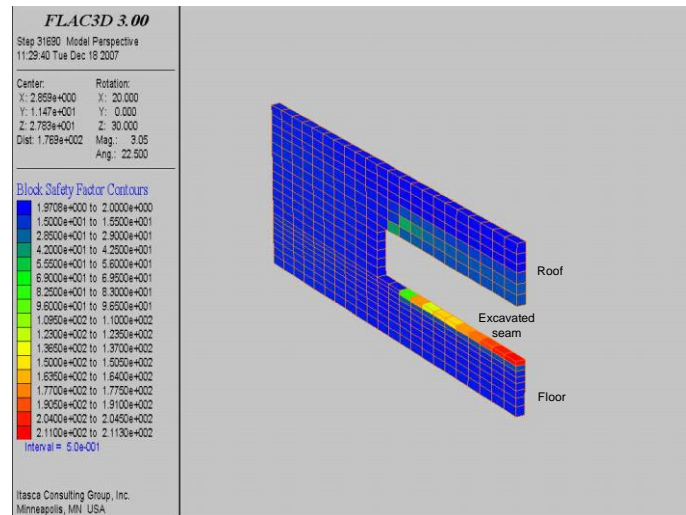 FLAC3D 3.00
Step 31690 Model Perspective
11:29:40 Tue Dec 18 2007
Center: Rotation:
X: 2.859e+000 X: 20.000
Y: 1.147e+001 Y: 0.000
Z: 2.783e+001 Z: 30.000
Dist: 1.769e+002 Mag.: 3.05
Ang.: 22.500
Block Safety Factor Contours
1.9708e+000 to 2.0000e+000
1.5000e+001 to 1.5500e+001
2.8500e+001 to 2.9000e+001
4.2000e+001 to 4.2500e+001
5.5500e+001 to 5.6000e+001
6.9000e+001 to 6.9500e+001
8.2500e+001 to 8.3000e+001
9.6000e+001 to 9.6500e+001
1.0950e+002 to 1.1000e+002
1.2300e+002 to 1.2350e+002
1.3650e+002 to 1.3700e+002
1.5000e+002 to 1.5050e+002
1.6350e+002 to 1.6400e+002
1.7700e+002 to 1.7750e+002
1.9050e+002 to 1.9100e+002
2.0400e+002 to 2.0450e+002
2.1100e+002 to 2.1130e+002
Interval = 5.0e-001
Itasca Consulting Group, Inc.
Minneapolis, MN USA
Roof
Excavated
seam
Floor